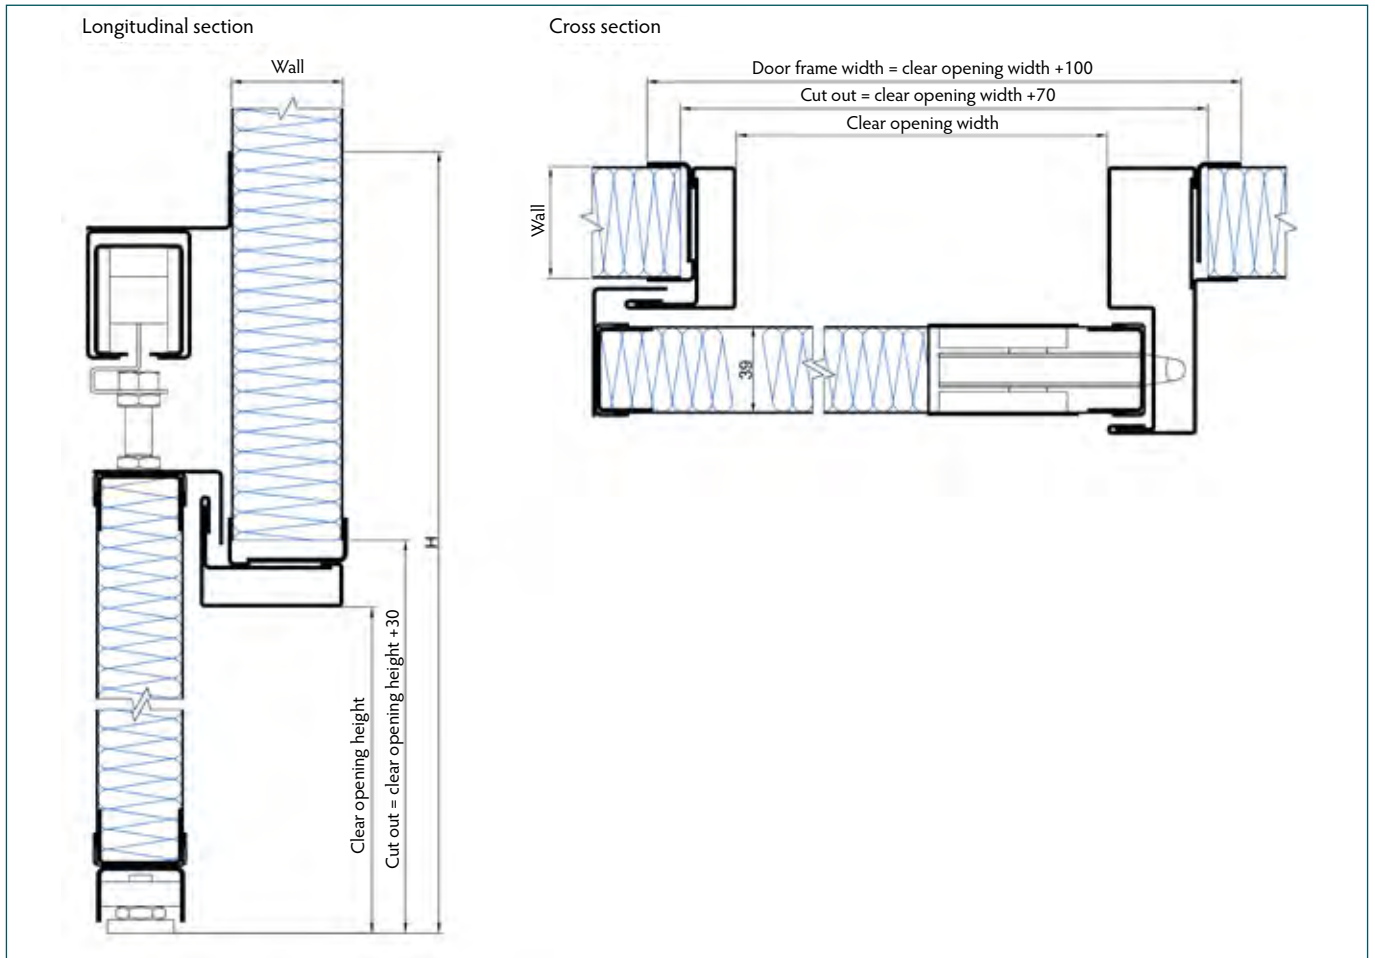 Longitudinal section
Cross section
Wall
Door frame width = clear opening width +100
Cut out = clear opening width +70
Clear opening width
Wall
39
H
Clear opening height
Cut out = clear opening height +30